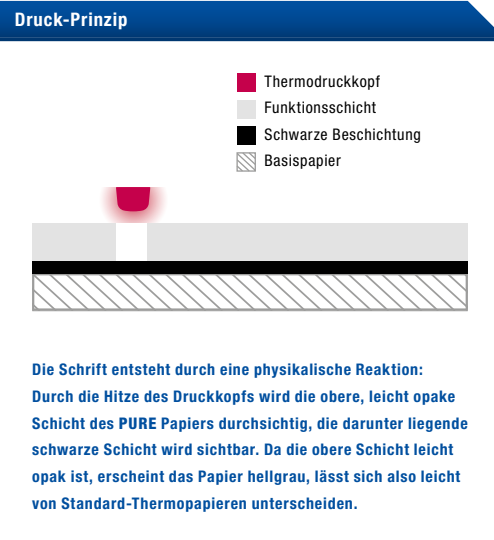 Druck-Prinzip
Thermodruckkopf
Funktionsschicht
Schwarze Beschichtung
Basispapier
Die Schrift entsteht durch eine physikalische Reaktion:
Durch die Hitze des Druckkopfs wird die obere, leicht opake
Schicht des PURE Papiers durchsichtig, die darunter liegende
schwarze Schicht wird sichtbar. Da die obere Schicht leicht
opak ist, erscheint das Papier hellgrau, lässt sich also leicht
von Standard-Thermopapieren unterscheiden.